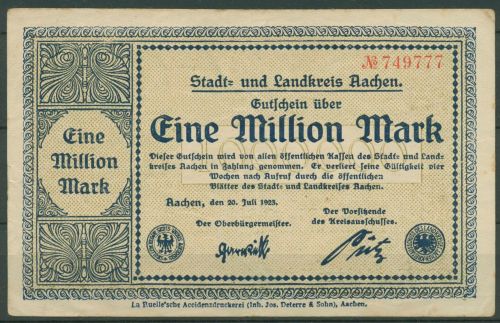 № 749777
Stadt- und Landkreis Aachen.
Gutschein über
Eine Million Mark
Dieser Gutschein wird von allen öffentlichen Kassen des Stadt- und Land-
kreises Aachen in Zahlung genommen. Er verliert seine Gültigkeit vier
Wochen nach Aufruf durch die öffentlichen
Blätter des Stadt- und Landkreises Aachen.
1000000
Aachen, den 20. Juli 1923.
Der Oberbürgermeister.
Der Vorsitzende
des Kreisausschusses.
Eine
Million
Mark
La Ruelle'sche Accidenzdruckerei (Inh. Jos. Deterre & Sohn), Aachen.